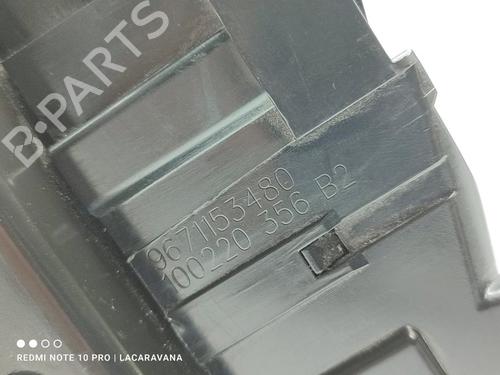 B-PARTS
9671153480
100220 356 B2
REDMI NOTE 10 PRO | LACARAVANA